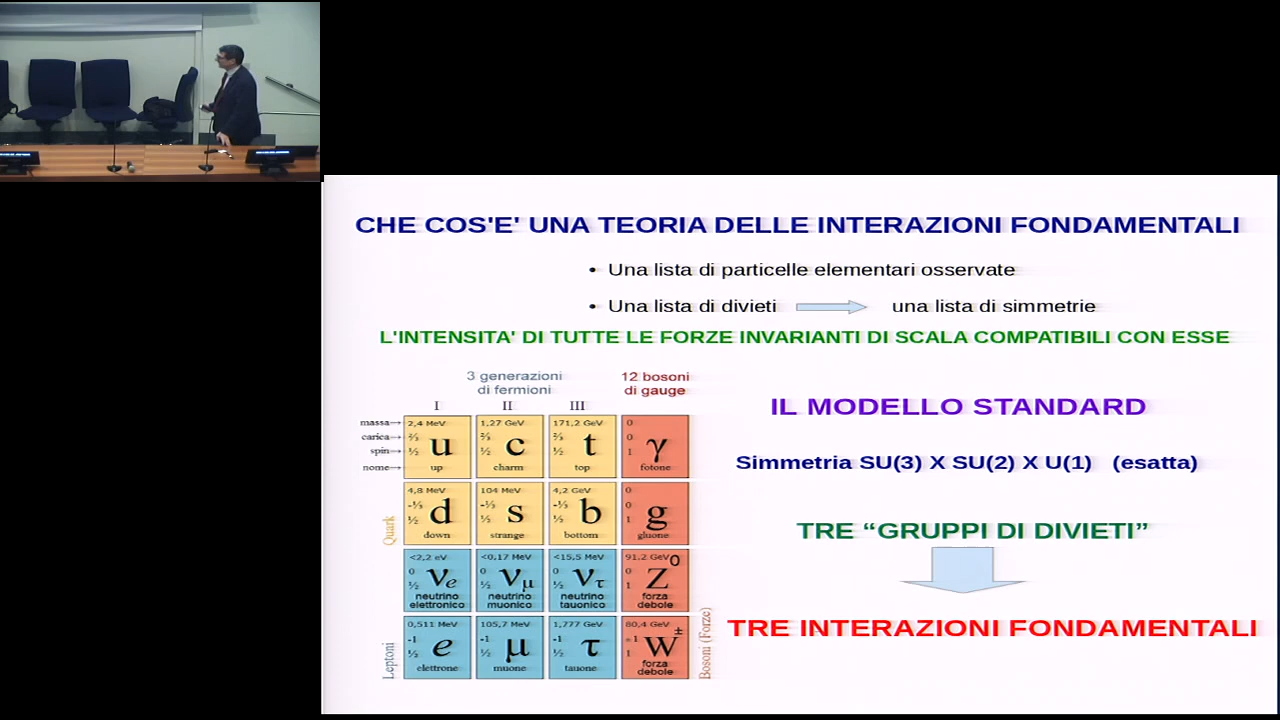 CHE COS'E' UNA TEORIA DELLE INTERAZIONI FONDAMENTALI
• Una lista di particelle elementari osservate
• Una lista di divieti una lista di simmetrie
L'INTENSITA' DI TUTTE LE FORZE INVARIANTI DI SCALA COMPATIBILI CON ESSE
3 generazioni
di fermioni
12 bosoni
di gauge
I II III
massa
carica
spin
nome
2,4 MeV
⅔
½
u
up
1,27 GeV
⅔
½
c
charm
171,2 GeV
⅔
½
t
top
0
0
1
γ
fotone
Quark
4,8 MeV
-⅓
½
d
down
104 MeV
-⅓
½
s
strange
4,2 GeV
-⅓
½
b
bottom
0
0
1
g
gluone
<2,2 eV
0
½
νe
neutrino
elettronico
<0,17 MeV
0
½
νμ
neutrino
muonico
<15,5 MeV
0
½
ντ
neutrino
tauonico
91,2 GeV
0
1
Z0
forza
debole
Leptoni
0,511 MeV
-1
½
e
elettrone
105,7 MeV
-1
½
μ
muone
1,777 GeV
-1
½
τ
tauone
80,4 GeV
±1
1
W±
forza
debole
Bosoni (Forze)
IL MODELLO STANDARD
Simmetria SU(3) X SU(2) X U(1) (esatta)
TRE “GRUPPI DI DIVIETI”
TRE INTERAZIONI FONDAMENTALI